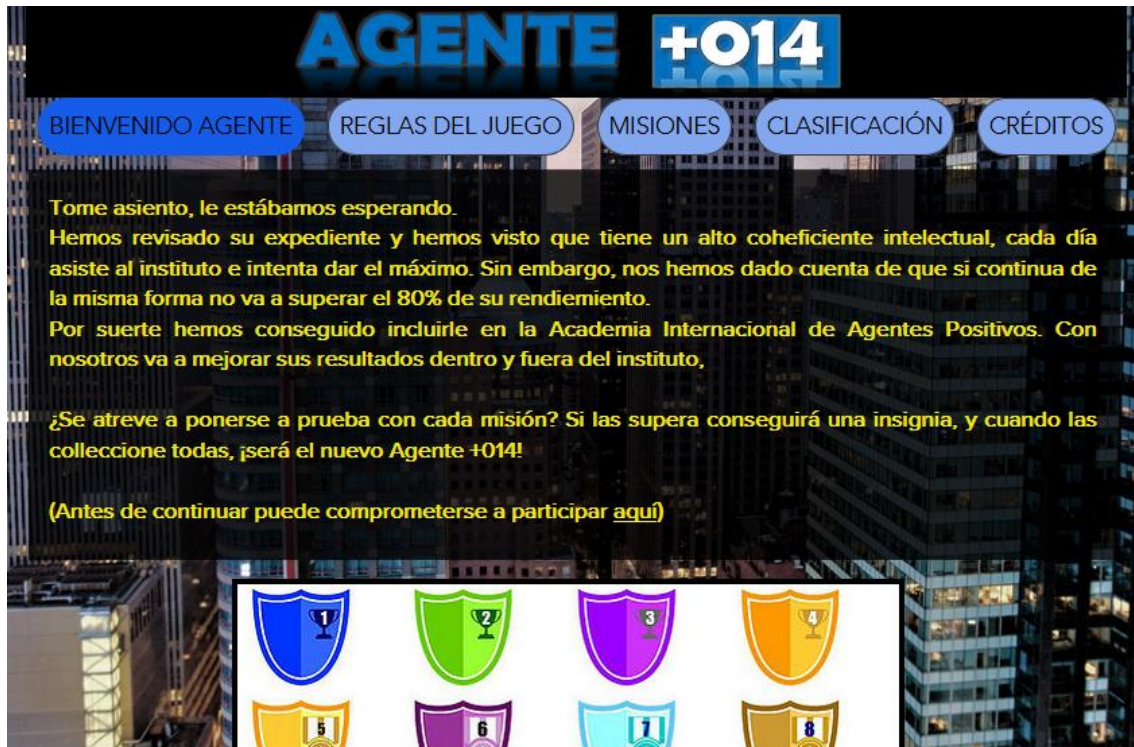 AGENTE +014
BIENVENIDO AGENTE REGLAS DEL JUEGO MISIONES CLASIFICACIÓN CRÉDITOS
Tome asiento, le estábamos esperando.
Hemos revisado su expediente y hemos visto que tiene un alto coheficiente intelectual, cada día
asiste al instituto e intenta dar el máximo. Sin embargo, nos hemos dado cuenta de que si continua de
la misma forma no va a superar el 80% de su rendiemiento.
Por suerte hemos conseguido incluirle en la Academia Internacional de Agentes Positivos. Con
nosotros va a mejorar sus resultados dentro y fuera del instituto,
¿Se atreve a ponerse a prueba con cada misión? Si las supera conseguirá una insignia, y cuando las
colleccione todas, ¡será el nuevo Agente +014!
(Antes de continuar puede comprometerse a participar aquí)
1 2 3 4
5 6 7 8